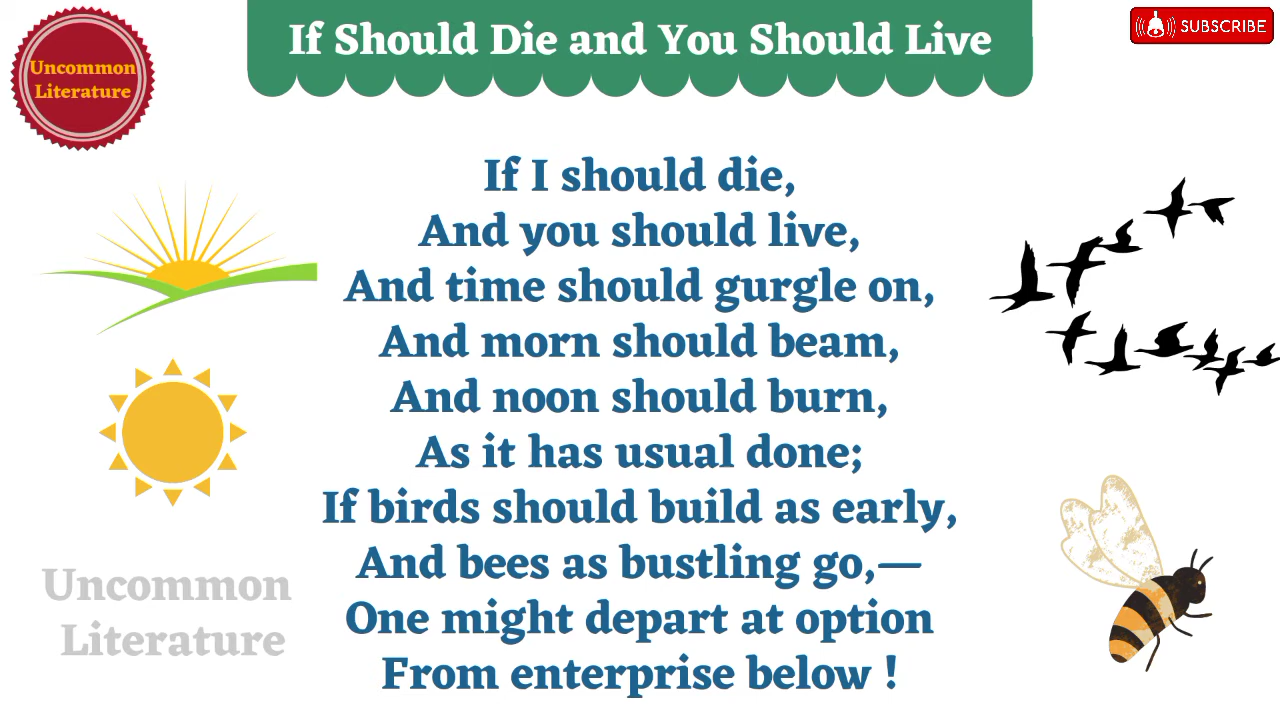 If Should Die and You Should Live
SUBSCRIBE
Uncommon
Literature
If I should die,
And you should live,
And time should gurgle on,
And morn should beam,
And noon should burn,
As it has usual done;
If birds should build as early,
And bees as bustling go,—
One might depart at option
From enterprise below !
Uncommon
Literature